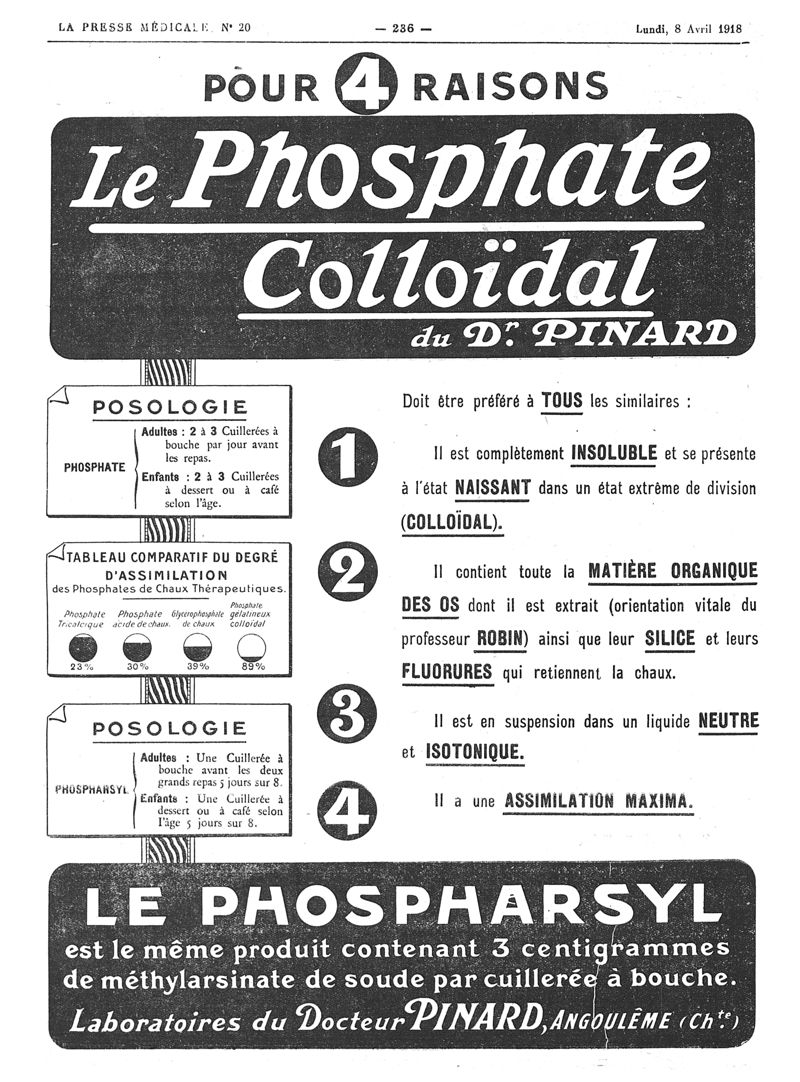 LA PRESSE MÉDICALE, N° 20
— 236 —
Lundi, 8 Avril 1918
POUR 4 RAISONS
Le Phosphate
Colloïdal
du Dr. PINARD
POSOLOGIE
PHOSPHATE
Adultes : 2 à 3 Cuillerées à
bouche par jour avant
les repas.
Enfants : 2 à 3 Cuillerées
à dessert ou à café
selon l'âge.
TABLEAU COMPARATIF DU DEGRÉ
D'ASSIMILATION
des Phosphates de Chaux Thérapeutiques.
Phosphate
Tricalcique
23%
Phosphate
acide de chaux.
30%
Glycérophosphate
de chaux.
39%
Phosphate
gélatineux
colloïdal
89%
POSOLOGIE
PHOSPHARSYL
Adultes : Une Cuillerée à
bouche avant les deux
grands repas 5 jours sur 8.
Enfants : Une Cuillerée à
dessert ou à café selon
l'âge 5 jours sur 8.
Doit être préféré à TOUS les similaires :
1
Il est complètement INSOLUBLE et se présente
à l'état NAISSANT dans un état extrême de division
(COLLOÏDAL).
2
Il contient toute la MATIÈRE ORGANIQUE
DES OS dont il est extrait (orientation vitale du
professeur ROBIN) ainsi que leur SILICE et leurs
FLUORURES qui retiennent la chaux.
3
Il est en suspension dans un liquide NEUTRE
et ISOTONIQUE.
4
Il a une ASSIMILATION MAXIMA.
LE PHOSPHARSYL
est le même produit contenant 3 centigrammes
de méthylarsinate de soude par cuillerée à bouche.
Laboratoires du Docteur PINARD, ANGOULÊME (Chte.)